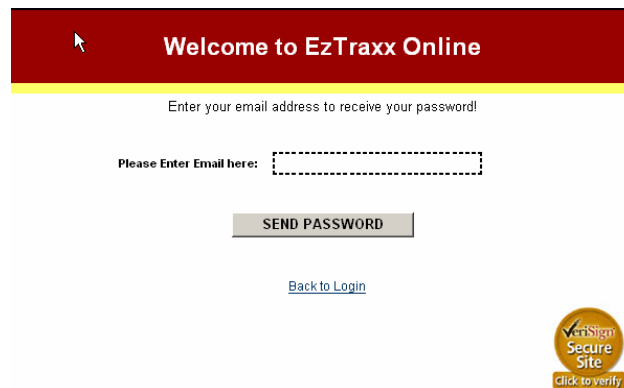 Welcome to EzTraxx Online
Enter your email address to receive your password!
Please Enter Email here:
SEND PASSWORD
Back to Login
VeriSign
Secure
Site
Click to verify